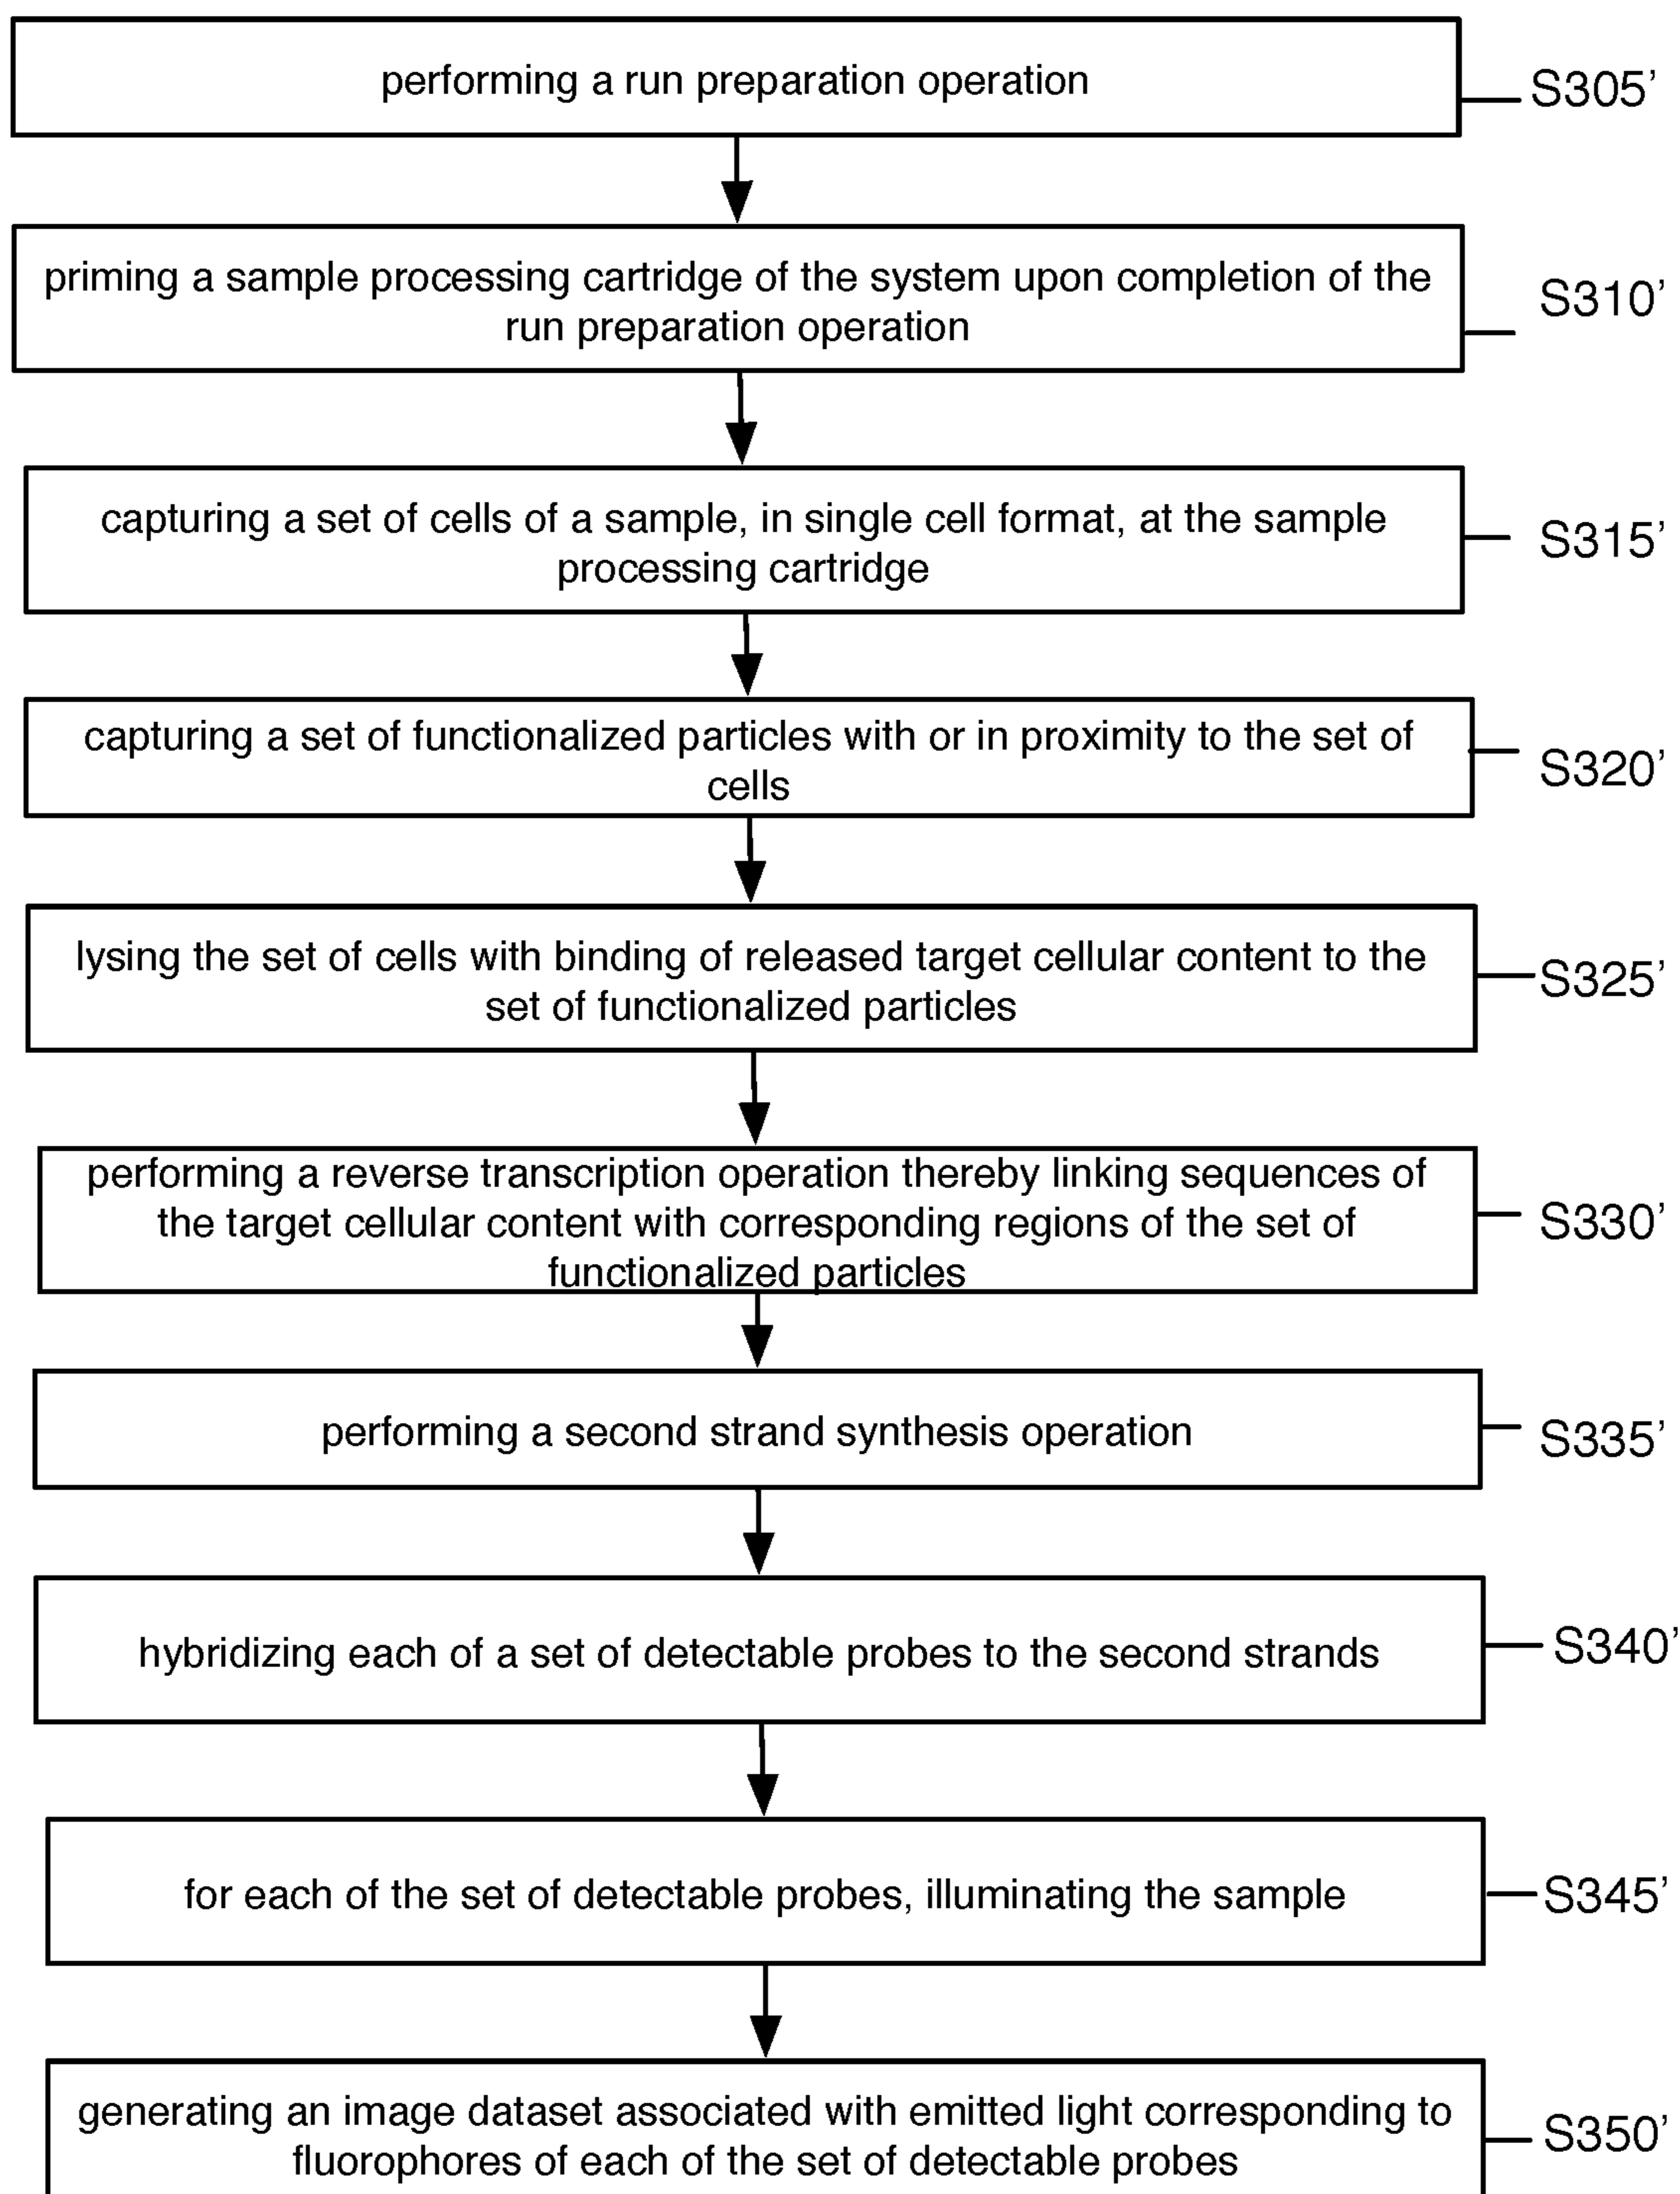 performing a run preparation operation
S305’
priming a sample processing cartridge of the system upon completion of the
run preparation operation
S310’
capturing a set of cells of a sample, in single cell format, at the sample
processing cartridge
S315’
capturing a set of functionalized particles with or in proximity to the set of
cells
S320’
lysing the set of cells with binding of released target cellular content to the
set of functionalized particles
S325’
performing a reverse transcription operation thereby linking sequences of
the target cellular content with corresponding regions of the set of
functionalized particles
S330’
performing a second strand synthesis operation
S335’
hybridizing each of a set of detectable probes to the second strands
S340’
for each of the set of detectable probes, illuminating the sample
S345’
generating an image dataset associated with emitted light corresponding to
fluorophores of each of the set of detectable probes
S350’